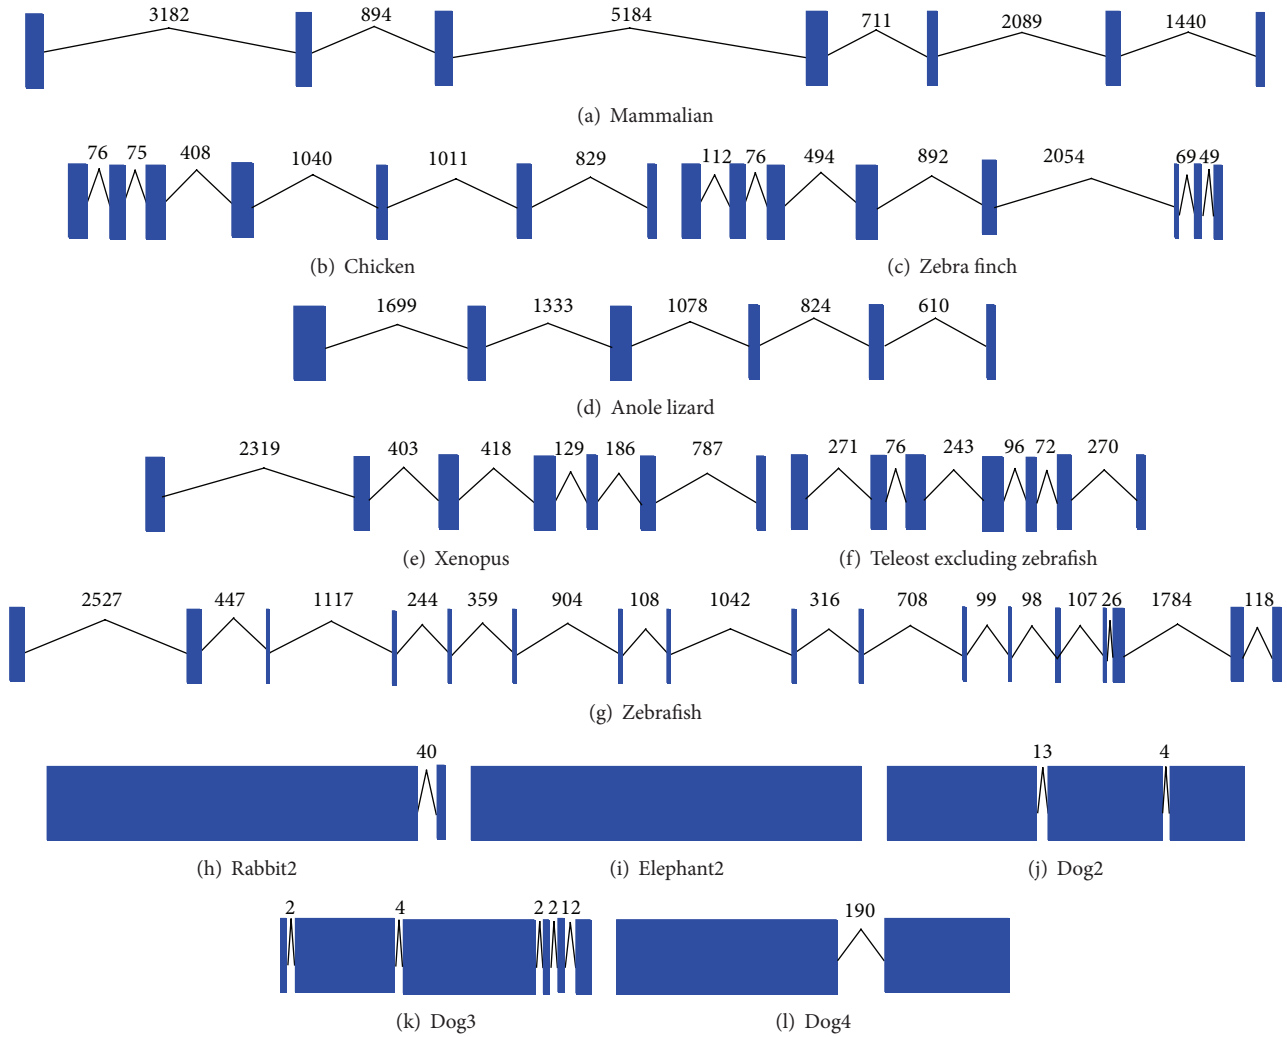 3182 894 5184 711 2089 1440
(a) Mammalian
76 75 408 1040 1011 829
(b) Chicken
112 76 494 892 2054 69 49
(c) Zebra finch
1699 1333 1078 824 610
(d) Anole lizard
2319 403 418 129 186 787
(e) Xenopus
271 76 243 96 72 270
(f) Teleost excluding zebrafish
2527 447 1117 244 359 904 108 1042 316 708 99 98 107 26 1784 118
(g) Zebrafish
40
(h) Rabbit2
(i) Elephant2
13 4
(j) Dog2
2 4 2 2 12
(k) Dog3
190
(l) Dog4